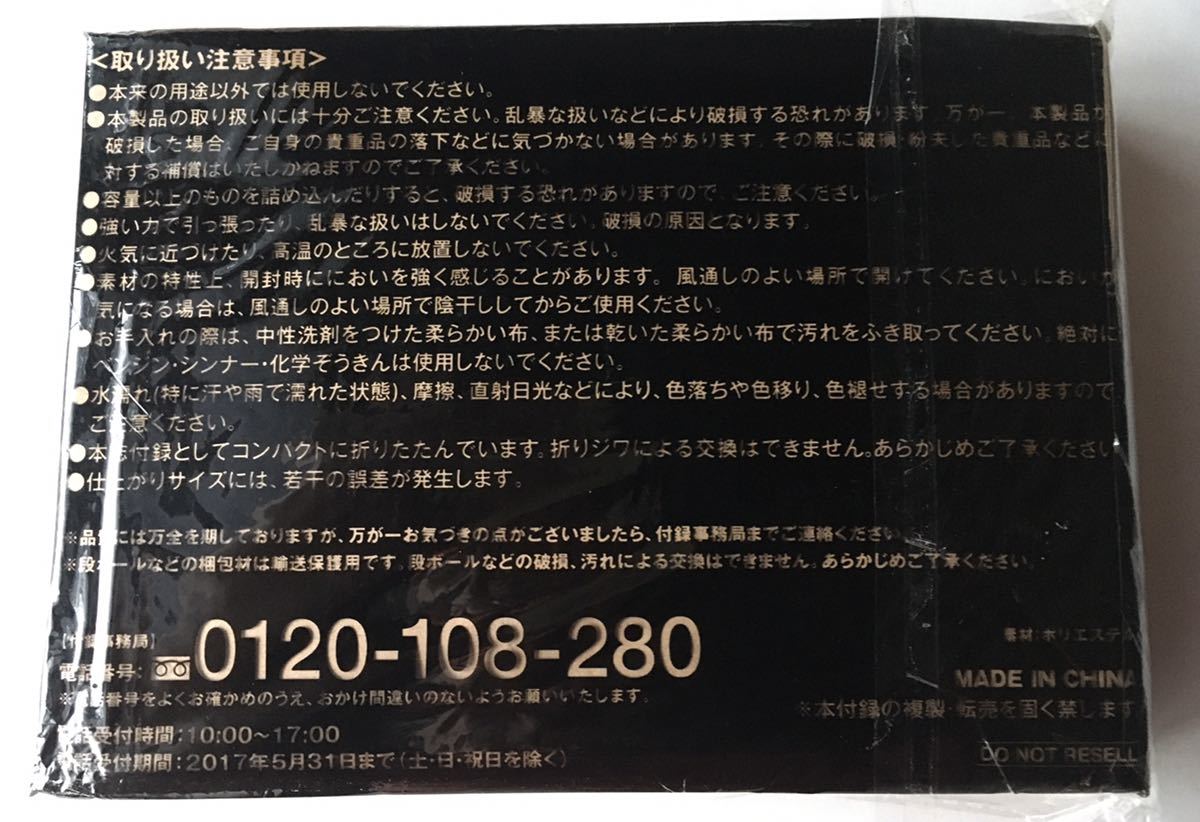 <取り扱い注意事項>
●本来の用途以外では使用しないでください。
●本製品の取り扱いには十分ご注意ください。乱暴な扱いなどにより破損する恐れがあります。万が一、本製品が
破損した場合、ご自身の貴重品の落下などに気づかない場合があります。その際に破損・紛失した貴重品などに
対する補償はいたしかねますのでご了承ください。
●容量以上のものを詰め込んだりすると、破損する恐れがありますので、ご注意ください。
●強い力で引っ張ったり、乱暴な扱いはしないでください。破損の原因となります。
●火気に近づけたり、高温のところに放置しないでください。
●素材の特性上、開封時ににおいを強く感じることがあります。風通しのよい場所で開けてください。においが
気になる場合は、風通しのよい場所で陰干ししてからご使用ください。
●お手入れの際は、中性洗剤をつけた柔らかい布、または乾いた柔らかい布で汚れをふき取ってください。絶対に
ベンジン・シンナー・化学ぞうきんは使用しないでください。
●水濡れ(特に汗や雨で濡れた状態)、摩擦、直射日光などにより、色落ちや色移り、色褪せする場合がありますので
ご注意ください。
●本誌付録としてコンパクトに折りたたんでいます。折りジワによる交換はできません。あらかじめご了承ください
●仕上がりサイズには、若干の誤差が発生します。
※品質には万全を期しておりますが、万が一お気づきの点がございましたら、付録事務局までご連絡ください。
※段ボールなどの梱包材は輸送保護用です。段ボールなどの破損、汚れによる交換はできません。あらかじめご了承ください。
【付録事務局】
電話番号: 0120-108-280
※電話番号をよくお確かめのうえ、おかけ間違いのないようお願いいたします。
電話受付時間:10:00~17:00
電話受付期間:2017年5月31日まで(土・日・祝日を除く)
素材:ポリエステル
MADE IN CHINA
※本付録の複製・転売を固く禁じます
DO NOT RESELL